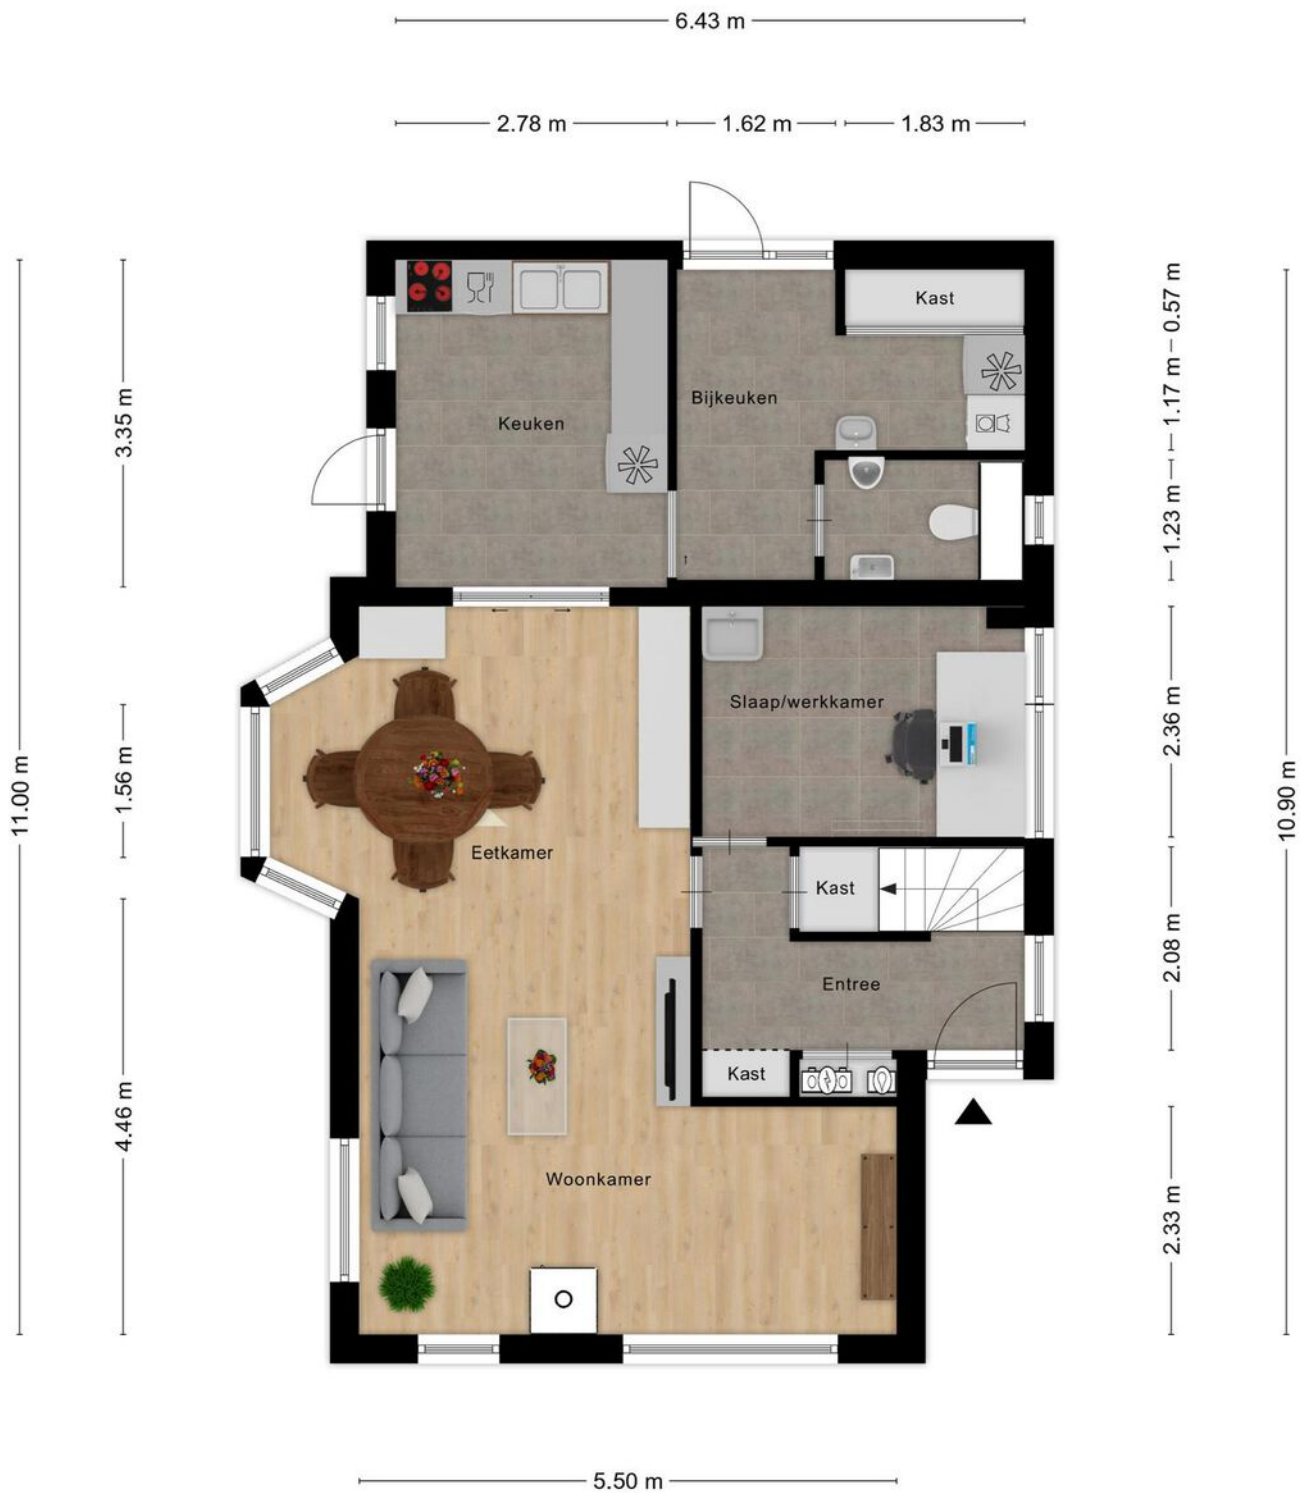 6.43 m
2.78 m
1.62 m
1.83 m
Kast
0.57 m
1.17 m
Bijkeuken
Keuken
3.35 m
1.23 m
Slaap/werkkamer
2.36 m
1.56 m
11.00 m
10.90 m
Eetkamer
Kast
2.08 m
Entree
Kast
4.46 m
Woonkamer
2.33 m
5.50 m